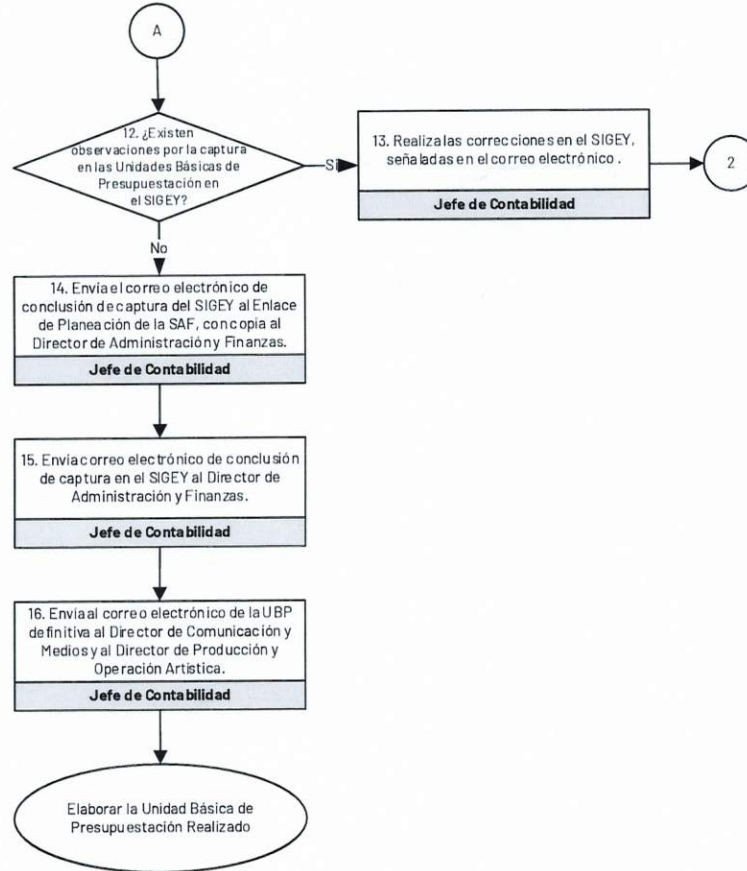 A
12. ¿Existen
observaciones por la captura
en las Unidades Básicas de
Presupuestación en
el SIGEY?
Si
13. Realiza las correcciones en el SIGEY,
señaladas en el correo electrónico .
Jefe de Contabilidad
2
No
14. Envía el correo electrónico de
conclusión de captura del SIGEY al Enlace
de Planeación de la SAF, con copia al
Director de Administración y Finanzas.
Jefe de Contabilidad
15. Envía correo electrónico de conclusión
de captura en el SIGEY al Director de
Administración y Finanzas.
Jefe de Contabilidad
16. Envía al correo electrónico de la UBP
definitiva al Director de Comunicación y
Medios y al Director de Producción y
Operación Artística.
Jefe de Contabilidad
Elaborar la Unidad Básica de
Presupuestación Realizado